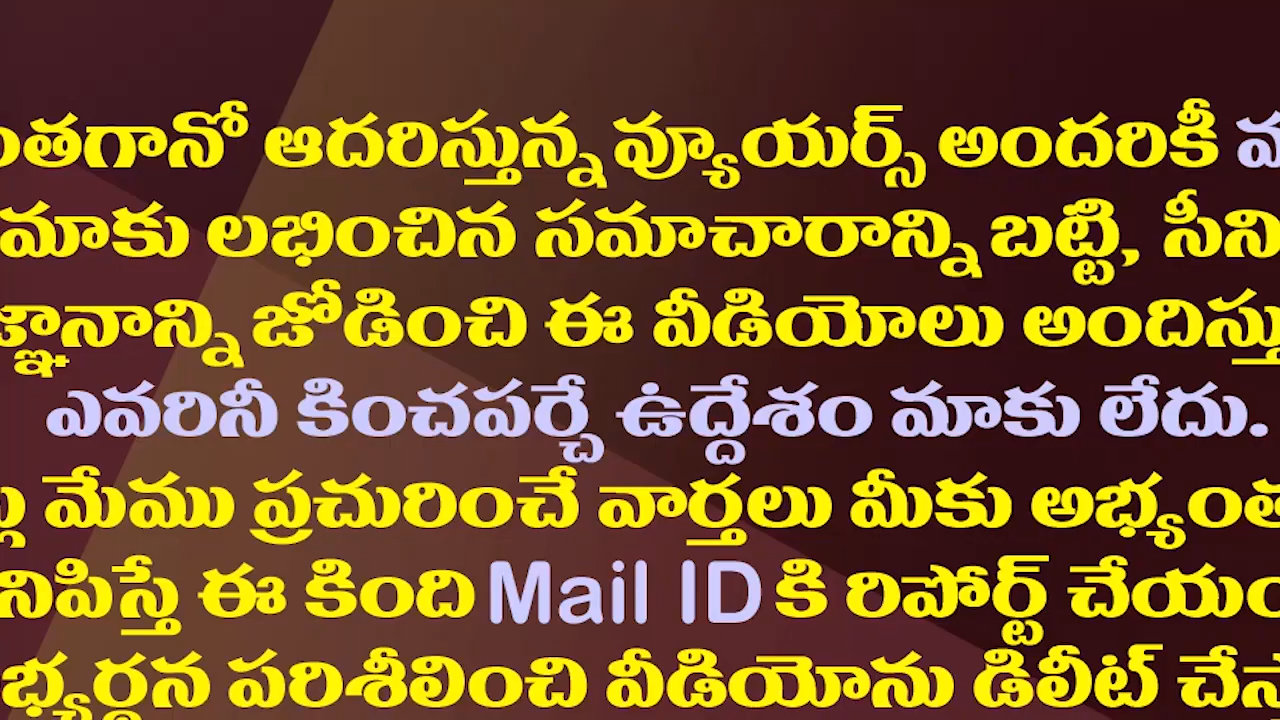 ఆదరిస్తున్న వ్యూయర్స్ అందరికీ
మాకు లభించిన సమాచారాన్ని బట్టి,
జోడించి ఈ వీడియోలు
ఎవరినీ కించపర్చే ఉద్దేశం మాకు లేదు.
మేము ప్రచురించే వార్తలు మీకు
ఈ కింది Mail ID కి రిపోర్ట్
పరిశీలించి వీడియోను డిలీట్